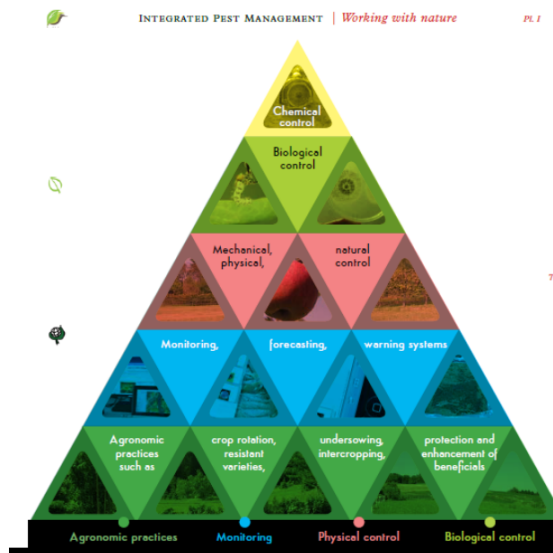 INTEGRATED PEST MANAGEMENT | Working with nature
Pl. I
Chemical
control
Biological
control
Mechanical,
physical,
natural
control
Monitoring,
forecasting,
warning systems
Agronomic
practices
such as
crop rotation,
resistant
varieties,
undersowing,
intercropping,
protection and
enhancement of
beneficials
Agronomic practices
Monitoring
Physical control
Biological control